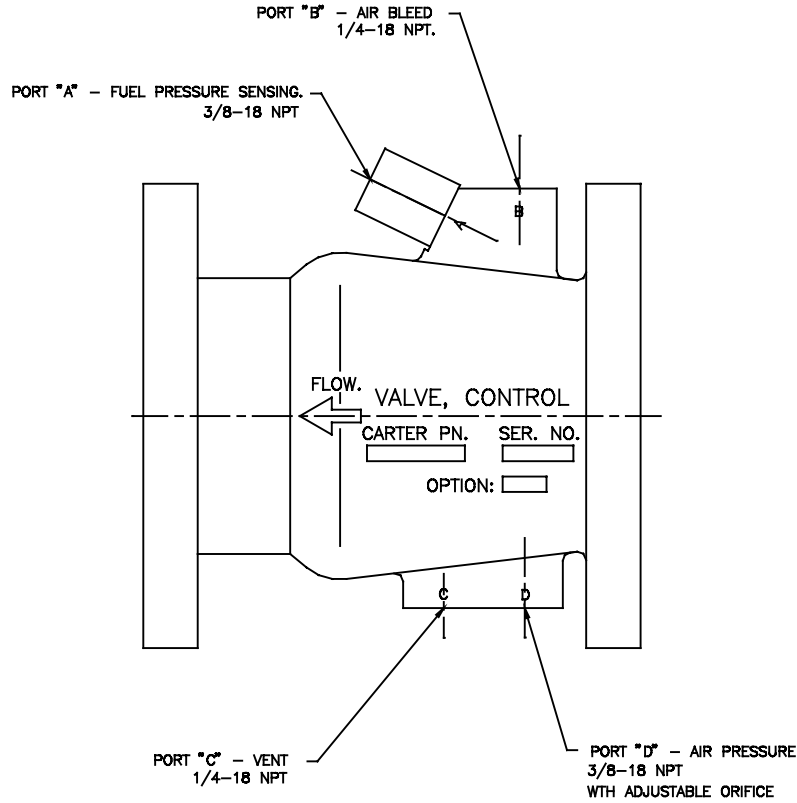 PORT "B" – AIR BLEED
1/4–18 NPT.
PORT "A" – FUEL PRESSURE SENSING.
3/8–18 NPT
B
FLOW.
VALVE, CONTROL
CARTER PN. SER. NO.
OPTION:
C D
PORT "C" – VENT
1/4–18 NPT
PORT "D" – AIR PRESSURE
3/8–18 NPT
WTH ADJUSTABLE ORIFICE